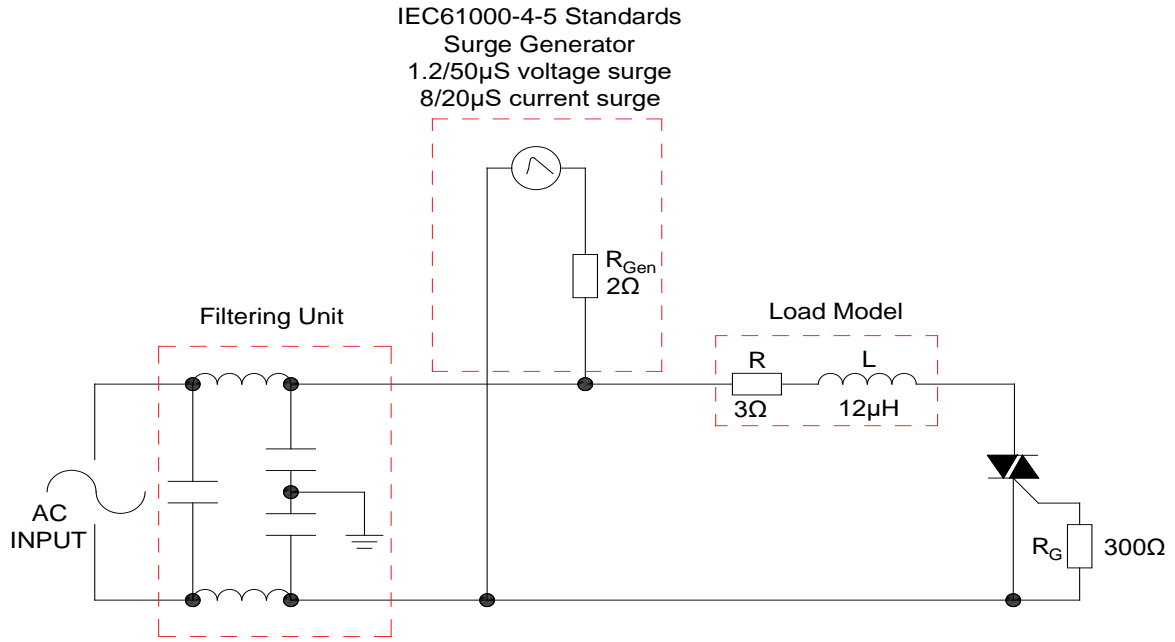 IEC61000-4-5 Standards
Surge Generator
1.2/50µS voltage surge
8/20µS current surge
RGen
2Ω
Filtering Unit
Load Model
R
L
3Ω
12µH
AC
INPUT
RG
300Ω